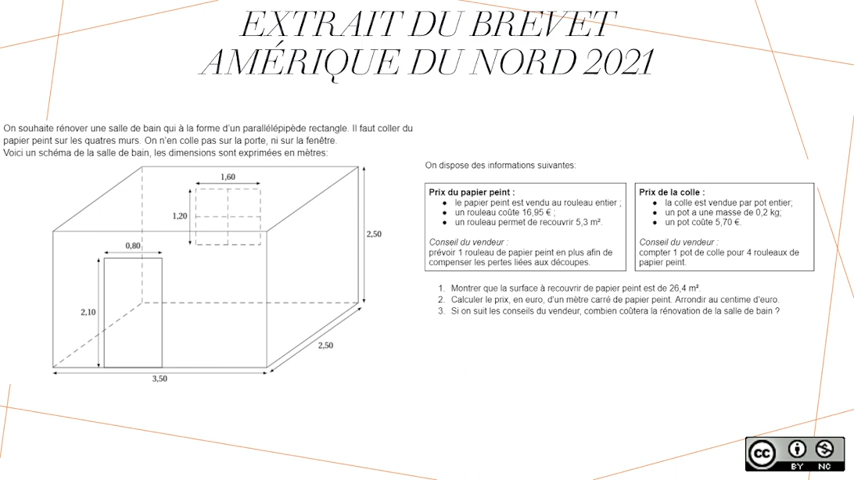 EXTRAIT DU BREVET
AMÉRIQUE DU NORD 2021
On souhaite rénover une salle de bain qui à la forme d'un parallélépipède rectangle. Il faut coller du
papier peint sur les quatres murs. On n'en colle pas sur la porte, ni sur la fenêtre.
Voici un schéma de la salle de bain, les dimensions sont exprimées en mètres:
1,60
1,20
2,50
0,80
2,10
2,50
3,50
On dispose des informations suivantes:
Prix du papier peint :
● le papier peint est vendu au rouleau entier ;
● un rouleau coûte 16,95 € ;
● un rouleau permet de recouvrir 5,3 m².
Conseil du vendeur :
prévoir 1 rouleau de papier peint en plus afin de
compenser les pertes liées aux découpes.
Prix de la colle :
● la colle est vendue par pot entier;
● un pot a une masse de 0,2 kg;
● un pot coûte 5,70 €.
Conseil du vendeur :
compter 1 pot de colle pour 4 rouleaux de
papier peint.
1. Montrer que la surface à recouvrir de papier peint est de 26,4 m².
2. Calculer le prix, en euro, d'un mètre carré de papier peint. Arrondir au centime d'euro.
3. Si on suit les conseils du vendeur, combien coûtera la rénovation de la salle de bain ?
cc
BY NC